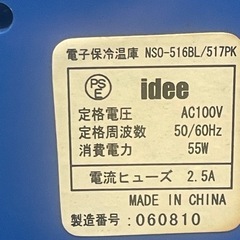 電子保冷温庫 NSO-516BL/517PK
PSE idee
定格電圧 AC100V
定格周波数 50/60Hz
消費電力 55W
電流ヒューズ 2.5A
MADE IN CHINA
製造番号:060810